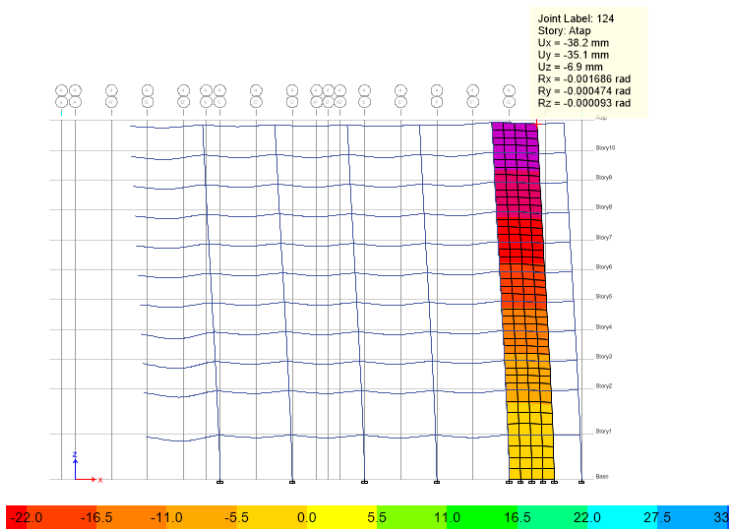 Joint Label: 124
Story: Atap
Ux = -38.2 mm
Uy = -35.1 mm
Uz = -6.9 mm
Rx = -0.001686 rad
Ry = -0.000474 rad
Rz = -0.000093 rad
Atap
Story10
Story9
Story8
Story7
Story6
Story5
Story4
Story3
Story2
Story1
Base
Z
X
-22.0 -16.5 -11.0 -5.5 0.0 5.5 11.0 16.5 22.0 27.5 33